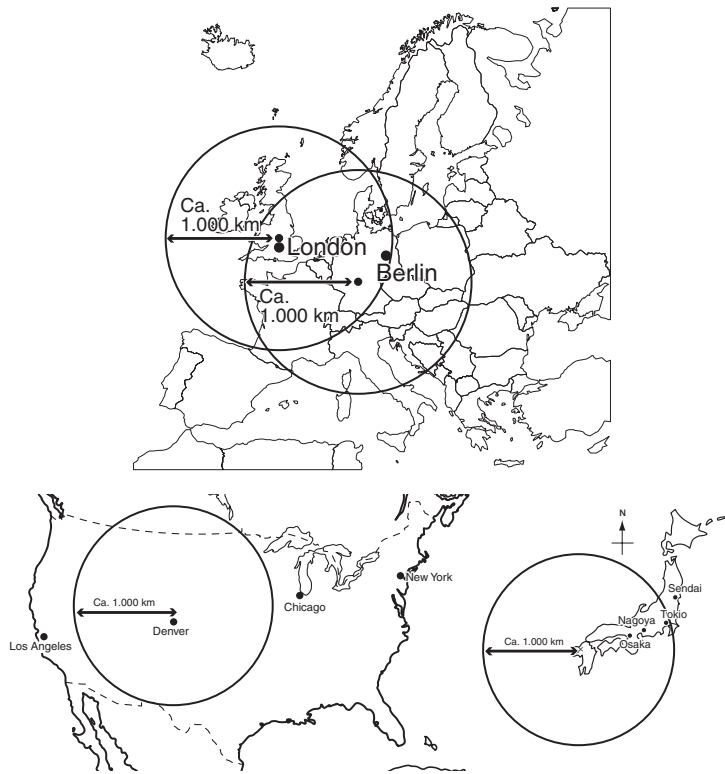 Ca.
1.000 km
London
Berlin
Ca.
1.000 km
N
New York
Sendai
Ca. 1.000 km
Chicago
Tokio
Nagoya
Denver
Osaka
Ca. 1.000 km
Los Angeles